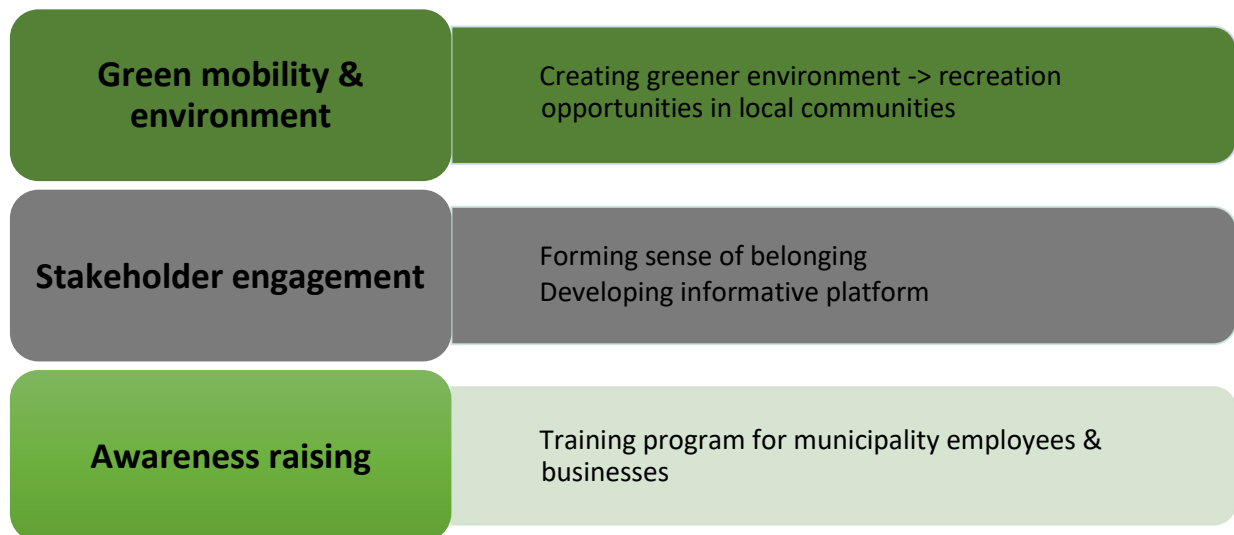 Green mobility &
environment
Creating greener environment -> recreation
opportunities in local communities
Stakeholder engagement
Forming sense of belonging
Developing informative platform
Awareness raising
Training program for municipality employees &
businesses